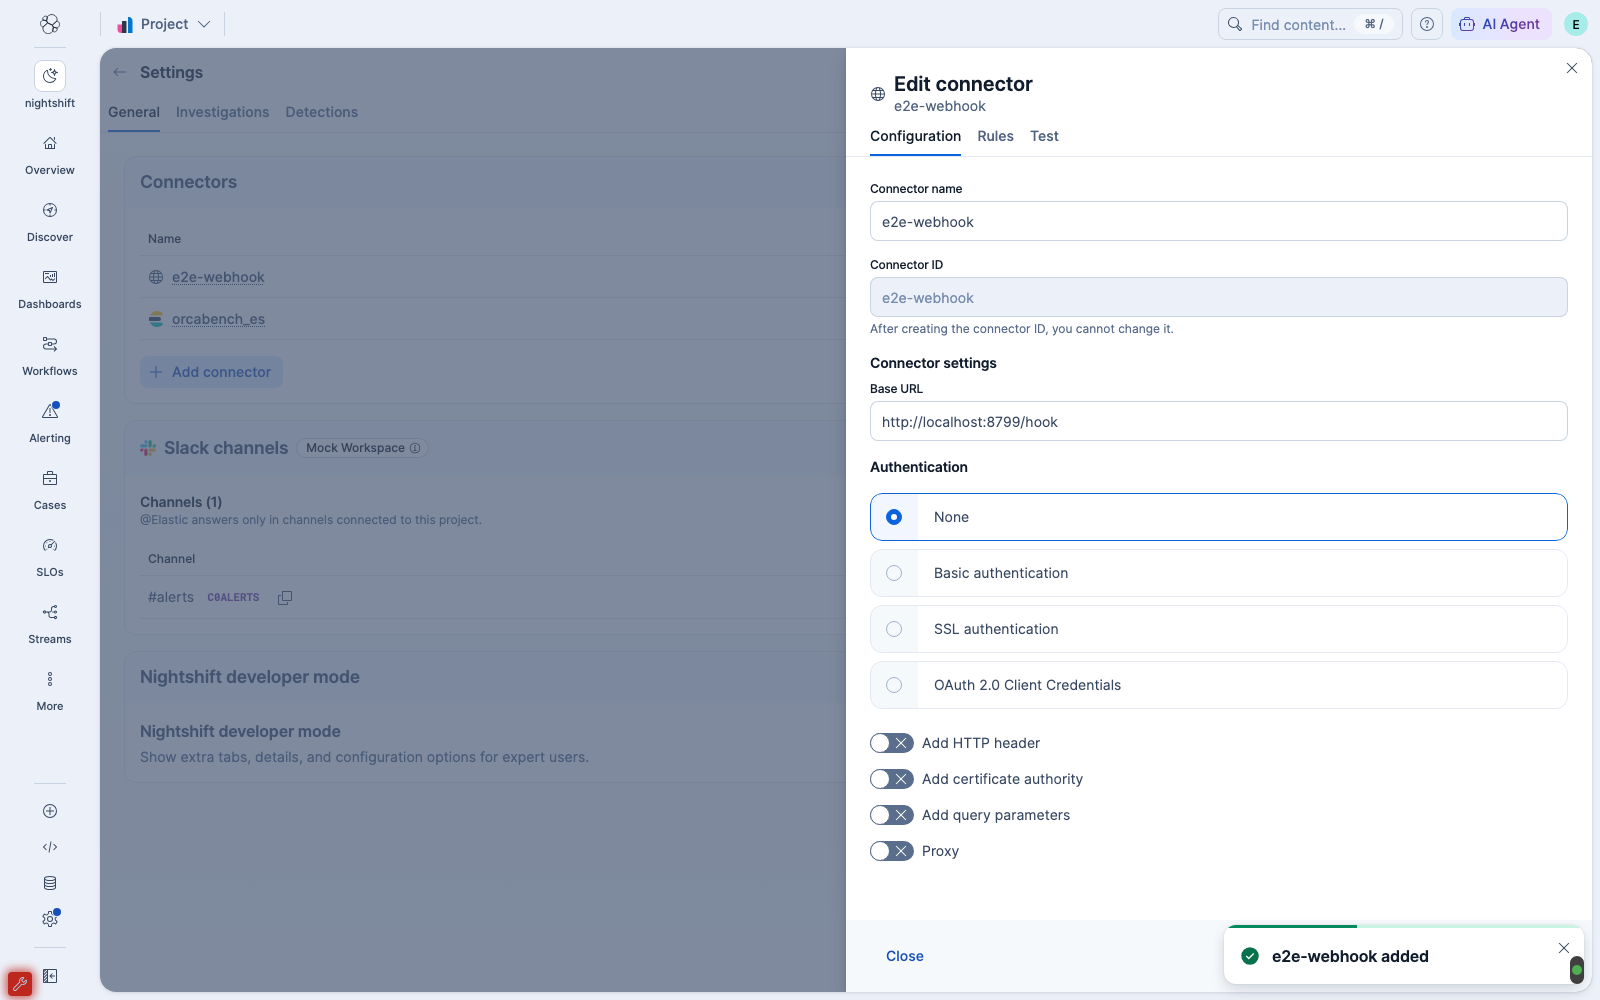 Project
Find content...
⌘ /
AI Agent
E
nightshift
Overview
Discover
Dashboards
Workflows
Alerting
Cases
SLOs
Streams
More
Settings
General
Investigations
Detections
Connectors
Name
e2e-webhook
orcabench_es
Add connector
Slack channels
Mock Workspace
Channels (1)
@Elastic answers only in channels connected to this project.
Channel
#alerts C0ALERTS
Nightshift developer mode
Nightshift developer mode
Show extra tabs, details, and configuration options for expert users.
Edit connector
e2e-webhook
Configuration
Rules
Test
Connector name
e2e-webhook
Connector ID
e2e-webhook
After creating the connector ID, you cannot change it.
Connector settings
Base URL
http://localhost:8799/hook
Authentication
None
Basic authentication
SSL authentication
OAuth 2.0 Client Credentials
Add HTTP header
Add certificate authority
Add query parameters
Proxy
Close
e2e-webhook added